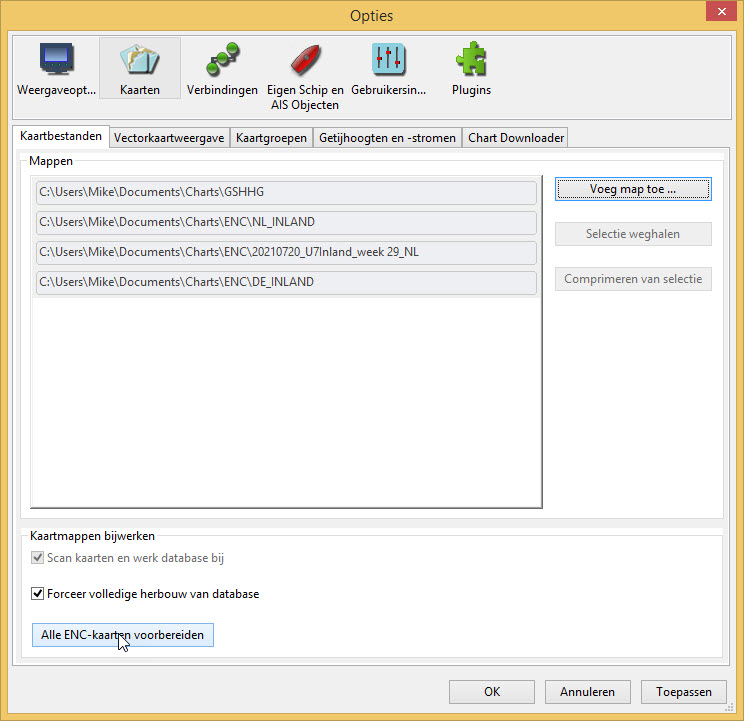 Opties
Weergaveopt...
Kaarten
Verbindingen
Eigen Schip en
AIS Objecten
Gebruikersin...
Plugins
Kaartbestanden
Vectorkaartweergave
Kaartgroepen
Getijhoogten en -stromen
Chart Downloader
Mappen
C:\Users\Mike\Documents\Charts\GSHHG
C:\Users\Mike\Documents\Charts\ENC\NL_INLAND
C:\Users\Mike\Documents\Charts\ENC\20210720_U7Inland_week 29_NL
C:\Users\Mike\Documents\Charts\ENC\DE_INLAND
Voeg map toe ...
Selectie weghalen
Comprimeren van selectie
Kaartmappen bijwerken
Scan kaarten en werk database bij
Forceer volledige herbouw van database
Alle ENC-kaarten voorbereiden
OK
Annuleren
Toepassen